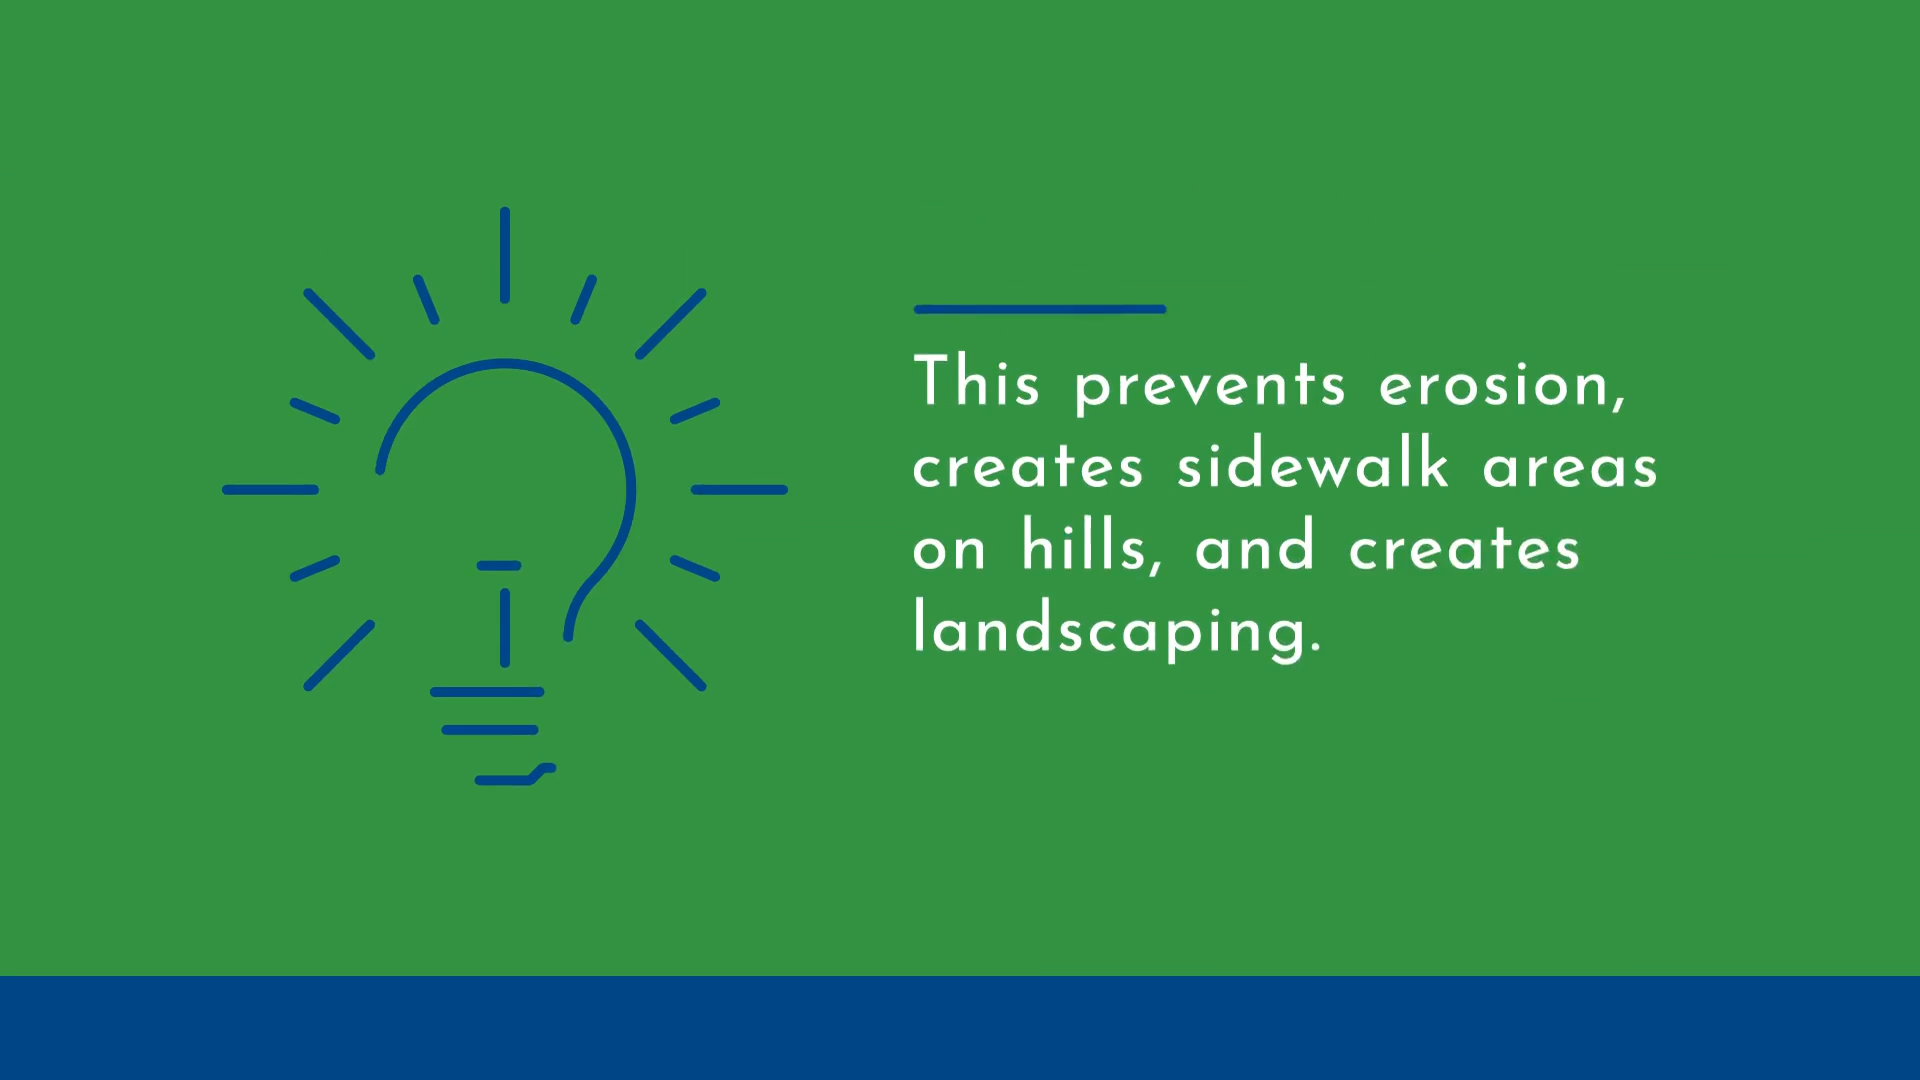 This prevents erosion,
creates sidewalk areas
on hills, and creates
landscaping.